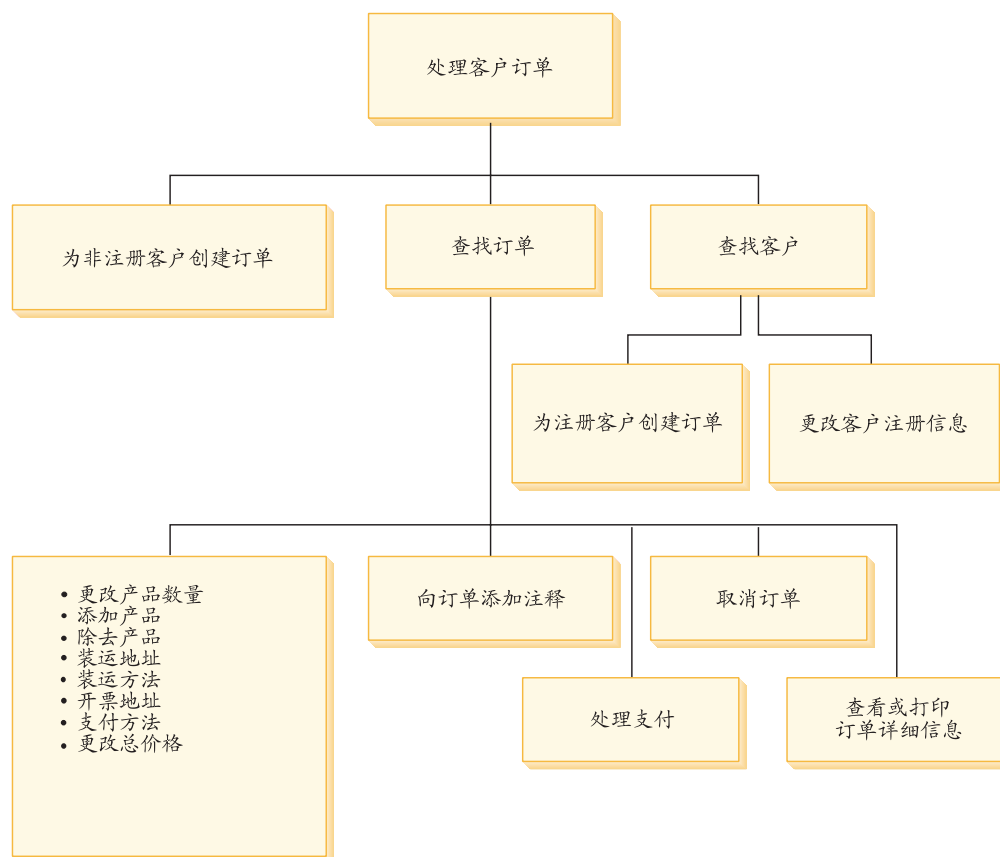 处理客户订单
为非注册客户创建订单
查找订单
查找客户
为注册客户创建订单
更改客户注册信息
• 更改产品数量
• 添加产品
• 除去产品
• 装运地址
• 装运方法
• 开票地址
• 支付方法
• 更改总价格
向订单添加注释
取消订单
处理支付
查看或打印
订单详细信息